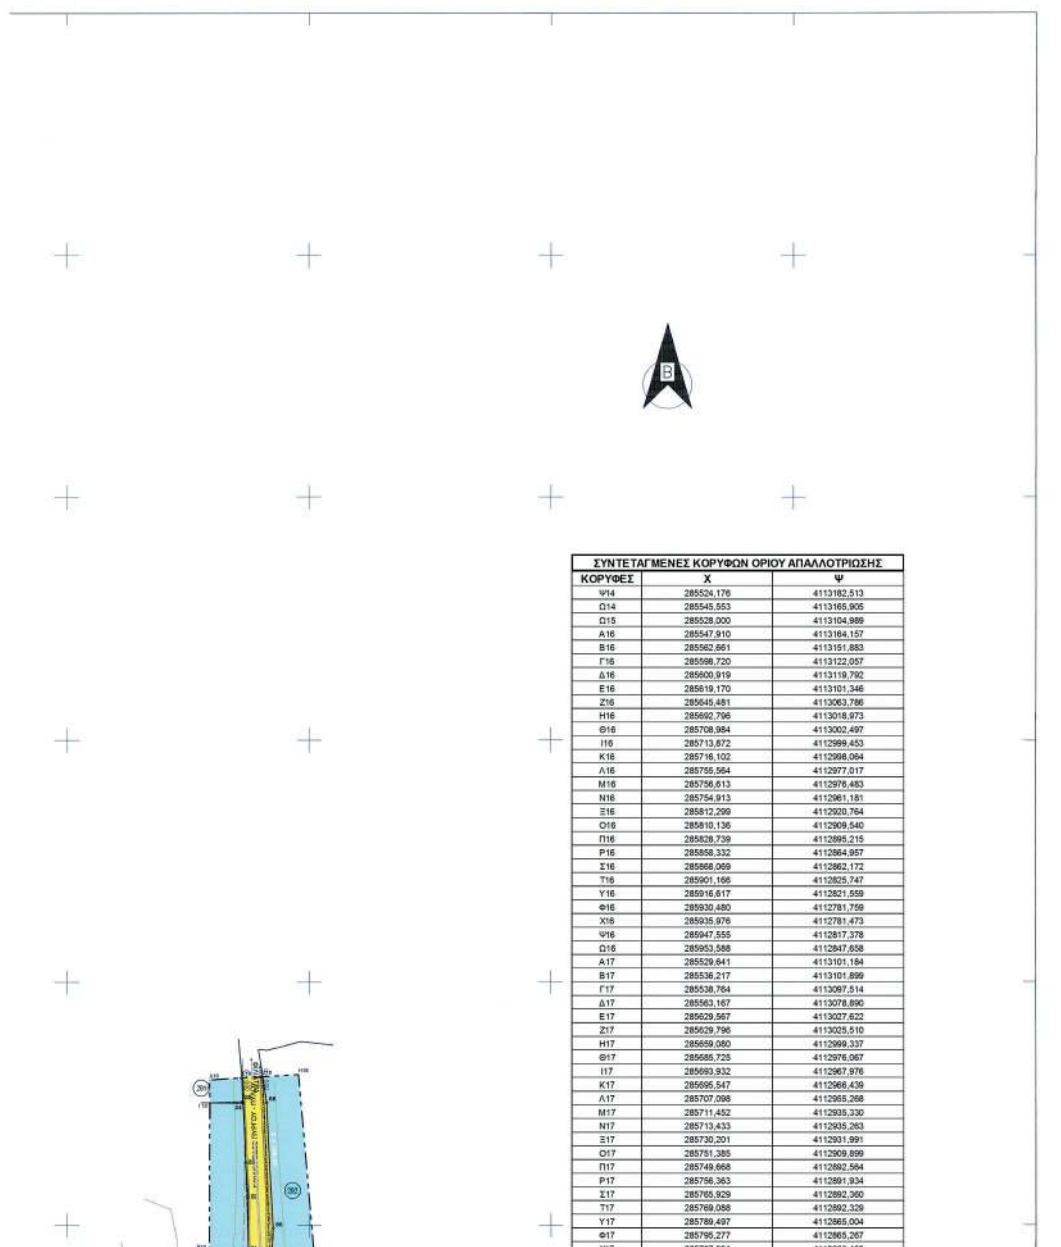 Β
ΣΥΝΤΕΤΑΓΜΕΝΕΣ ΚΟΡΥΦΩΝ ΟΡΙΟΥ ΑΠΑΛΛΟΤΡΙΩΣΗΣ
ΚΟΡΥΦΕΣ Χ Ψ
Ψ14 285524,176 4113182,513
Ω14 285545,553 4113165,905
Ω15 285528,000 4113104,989
Α16 285547,910 4113164,157
Β16 285562,661 4113151,883
Γ16 285598,720 4113122,057
Δ16 285600,919 4113119,792
Ε16 285619,170 4113101,346
Ζ16 285645,481 4113063,786
Η16 285692,796 4113018,973
Θ16 285708,984 4113002,497
Ι16 285713,672 4112999,453
Κ16 285716,102 4112998,064
Λ16 285755,564 4112977,017
Μ16 285756,613 4112976,483
Ν16 285754,913 4112961,181
Ξ16 285812,299 4112920,764
Ο16 285810,136 4112909,540
Π16 285828,739 4112895,215
Ρ16 285858,332 4112864,957
Σ16 285868,069 4112862,172
Τ16 285901,166 4112825,747
Υ16 285916,617 4112821,559
Φ16 285930,480 4112781,759
Χ16 285935,976 4112781,473
Ψ16 285947,555 4112817,378
Ω16 285953,588 4112847,658
Α17 285529,641 4113101,184
Β17 285536,217 4113101,899
Γ17 285538,764 4113097,514
Δ17 285563,167 4113078,890
Ε17 285629,567 4113027,622
Ζ17 285629,796 4113025,510
Η17 285659,080 4112999,337
Θ17 285685,725 4112976,067
Ι17 285693,932 4112967,976
Κ17 285695,547 4112966,439
Λ17 285707,098 4112955,268
Μ17 285711,452 4112935,330
Ν17 285713,433 4112935,263
Ξ17 285730,201 4112931,991
Ο17 285751,385 4112909,899
Π17 285749,668 4112892,564
Ρ17 285756,363 4112891,934
Σ17 285765,929 4112892,360
Τ17 285769,088 4112892,329
Υ17 285789,497 4112865,004
Φ17 285795,277 4112865,267